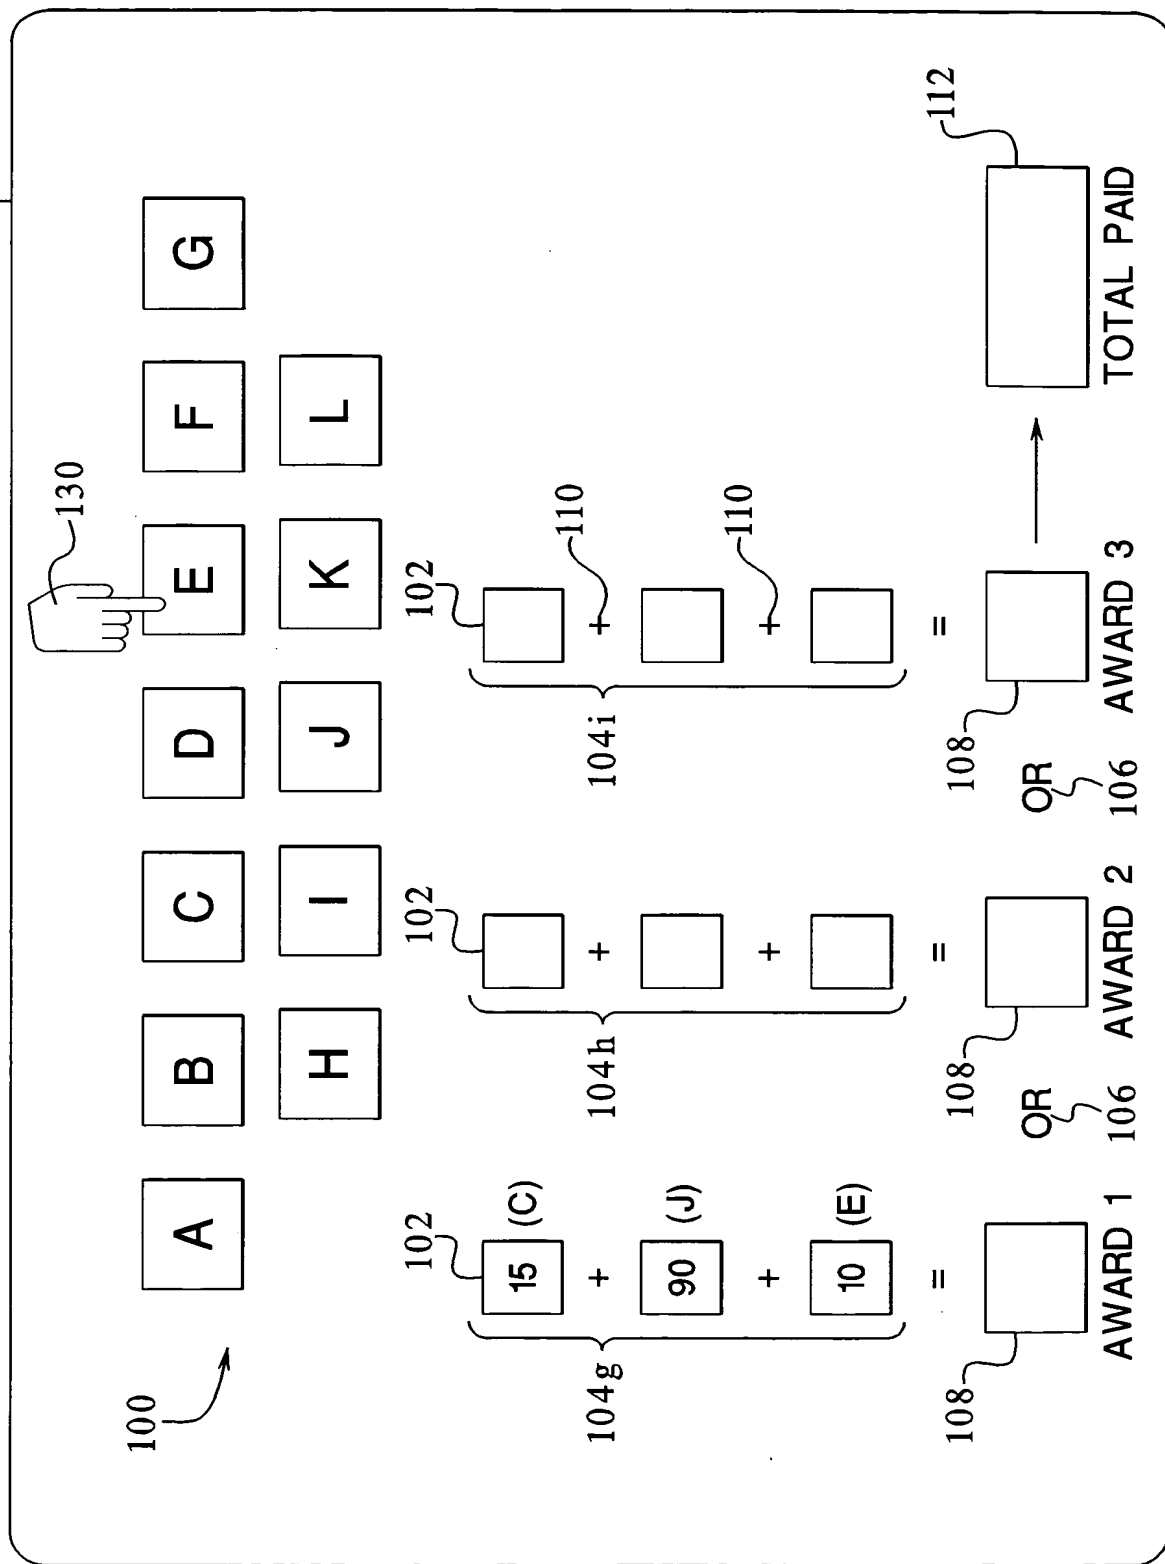 130
A B C D E F G
100
H I J K L
102 102 102
104g 15 (C) 104h 104i
+ + + 110
90 (J)
+ + + 110
10 (E)
= = =
108 108 108 112
OR OR
106 106
AWARD 1 AWARD 2 AWARD 3 TOTAL PAID